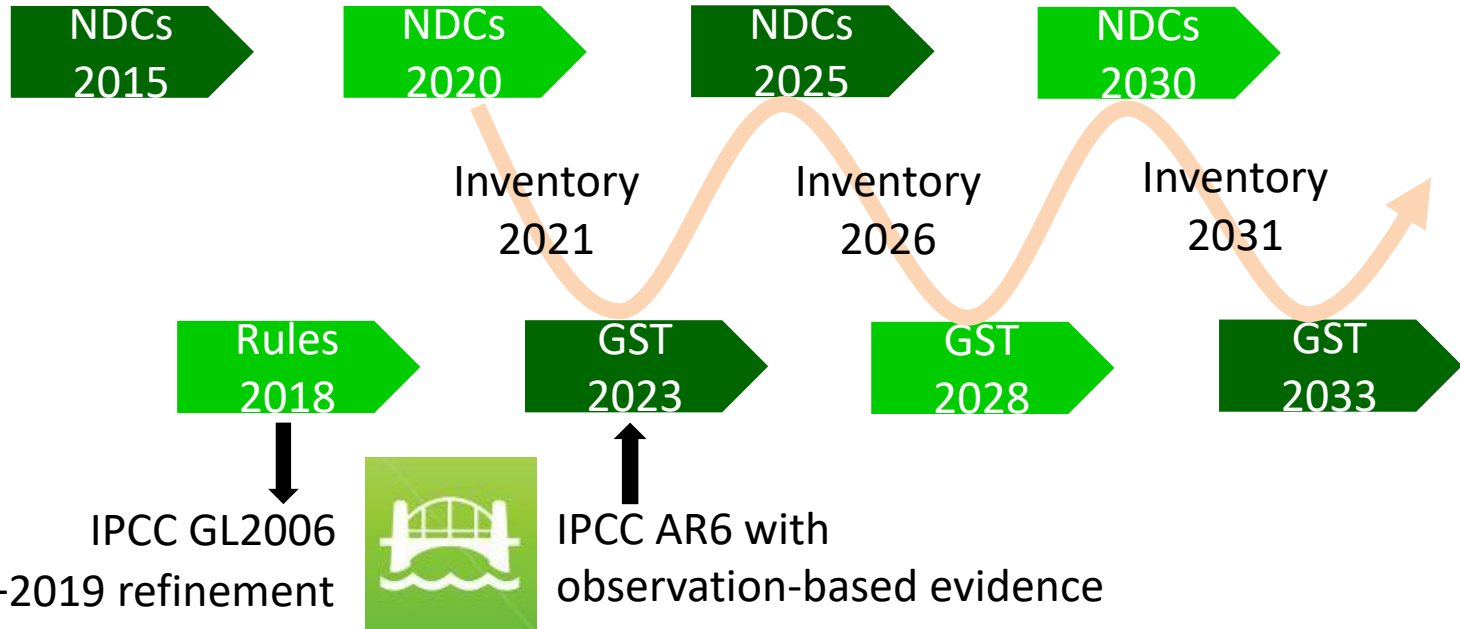 NDCs
2015
NDCs
2020
NDCs
2025
NDCs
2030
Inventory
2021
Inventory
2026
Inventory
2031
Rules
2018
GST
2023
GST
2028
GST
2033
IPCC GL2006
-2019 refinement
IPCC AR6 with
observation-based evidence